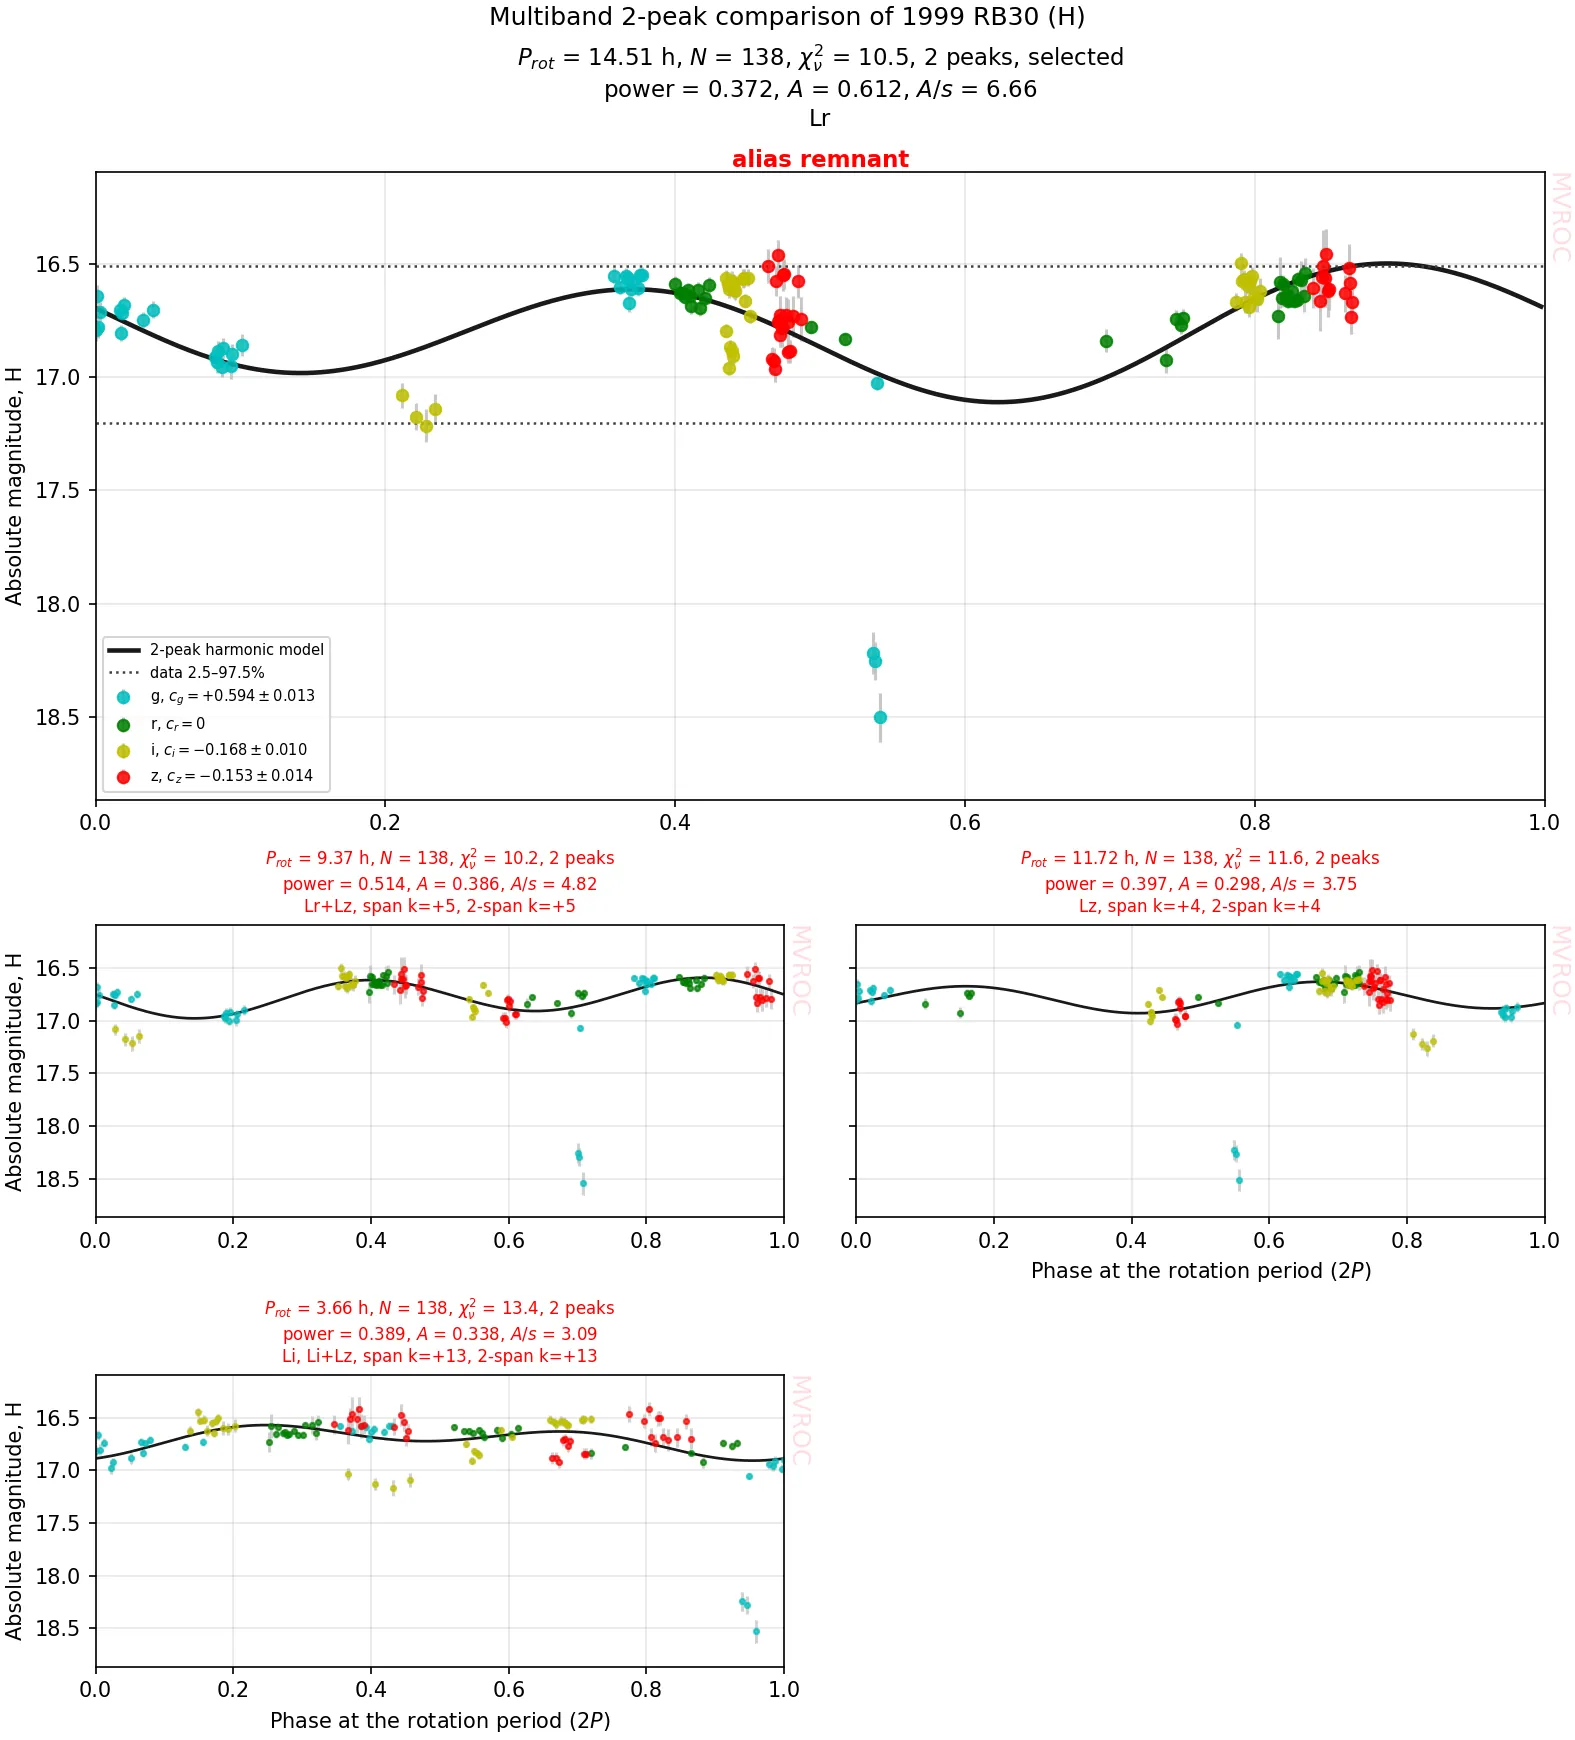 Multiband 2-peak comparison of 1999 RB30 (H)
P_rot = 14.51 h, N = 138, χ²_ν = 10.5, 2 peaks, selected
power = 0.372, A = 0.612, A/s = 6.66
Lr
alias remnant
MVROC
Absolute magnitude, H
16.5
17.0
17.5
18.0
18.5
2-peak harmonic model
data 2.5–97.5%
g, c_g = +0.594 ± 0.013
r, c_r = 0
i, c_i = −0.168 ± 0.010
z, c_z = −0.153 ± 0.014
0.0 0.2 0.4 0.6 0.8 1.0
P_rot = 9.37 h, N = 138, χ²_ν = 10.2, 2 peaks
power = 0.514, A = 0.386, A/s = 4.82
Lr+Lz, span k=+5, 2-span k=+5
MVROC
Absolute magnitude, H
16.5
17.0
17.5
18.0
18.5
0.0 0.2 0.4 0.6 0.8 1.0
P_rot = 11.72 h, N = 138, χ²_ν = 11.6, 2 peaks
power = 0.397, A = 0.298, A/s = 3.75
Lz, span k=+4, 2-span k=+4
MVROC
0.0 0.2 0.4 0.6 0.8 1.0
Phase at the rotation period (2P)
P_rot = 3.66 h, N = 138, χ²_ν = 13.4, 2 peaks
power = 0.389, A = 0.338, A/s = 3.09
Li, Li+Lz, span k=+13, 2-span k=+13
MVROC
Absolute magnitude, H
16.5
17.0
17.5
18.0
18.5
0.0 0.2 0.4 0.6 0.8 1.0
Phase at the rotation period (2P)